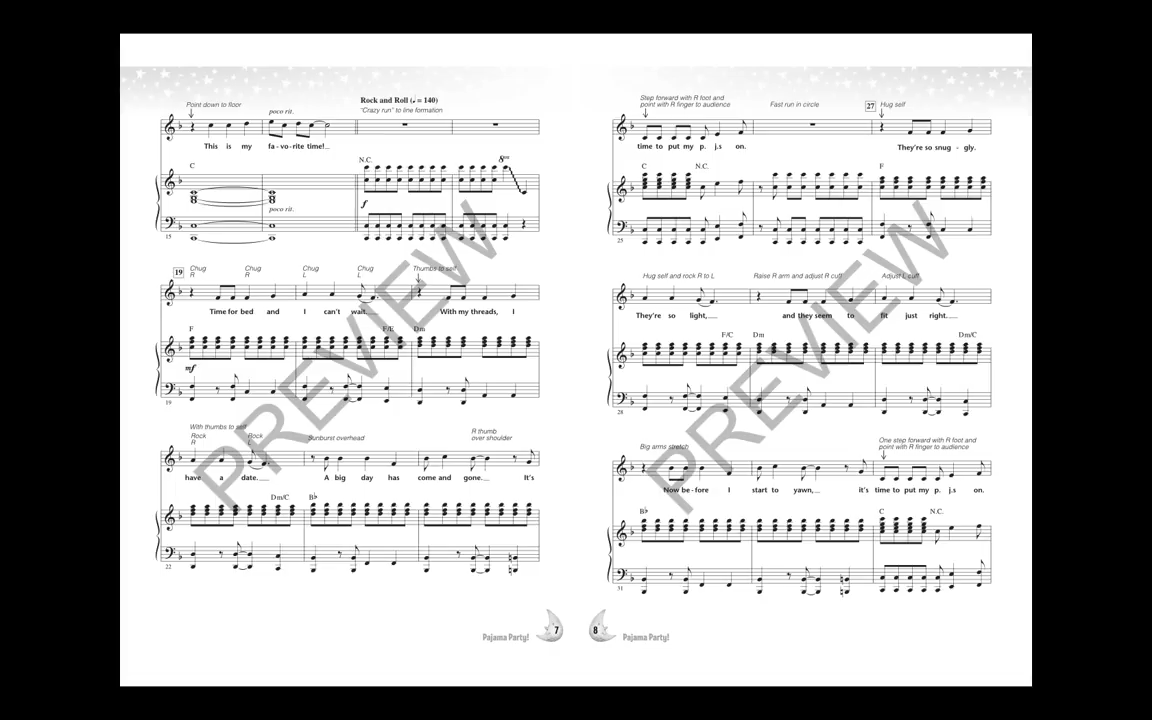 Point down to floor
poco rit.
Rock and Roll (♩ = 140)
"Crazy run" to line formation
This is my fa - vo - rite time!
C
N.C.
8va
f
poco rit.
15
19
Chug Chug Chug Chug Thumbs to self
R R L L
Time for bed and I can't wait. With my threads, I
F F/E Dm
mf
19
With thumbs to self
Rock Rock Sunburst overhead
R L
R thumb
over shoulder
have a date. A big day has come and gone. It's
Dm/C B♭
22
Pajama Party!
7
Step forward with R foot and
point with R finger to audience
Fast run in circle
27
Hug self
time to put my p. j.s on. They're so snug - gly.
C N.C. F
25
Hug self and rock R to L Raise R arm and adjust R cuff Adjust L cuff
They're so light, and they seem to fit just right.
F/C Dm Dm/C
28
Big arms stretch
One step forward with R foot and
point with R finger to audience
Now be - fore I start to yawn, it's time to put my p. j.s on.
B♭ C N.C.
31
8
Pajama Party!
PREVIEW
PREVIEW